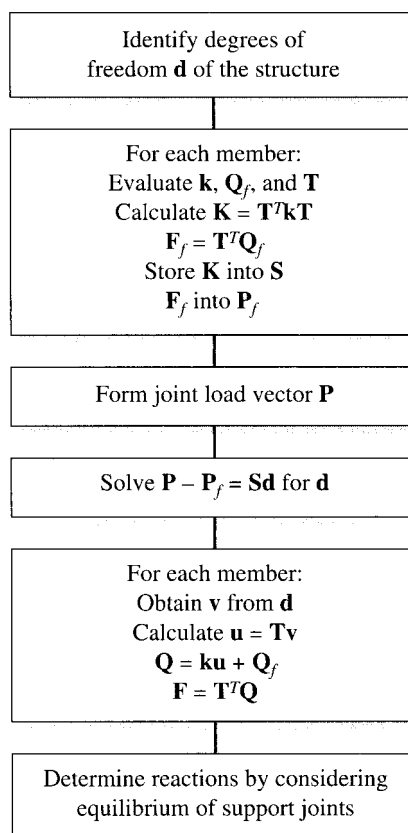 Identify degrees of
freedom d of the structure
For each member:
Evaluate k, Q_f, and T
Calculate K = T^T kT
F_f = T^T Q_f
Store K into S
F_f into P_f
Form joint load vector P
Solve P – P_f = Sd for d
For each member:
Obtain v from d
Calculate u = Tv
Q = ku + Q_f
F = T^T Q
Determine reactions by considering
equilibrium of support joints